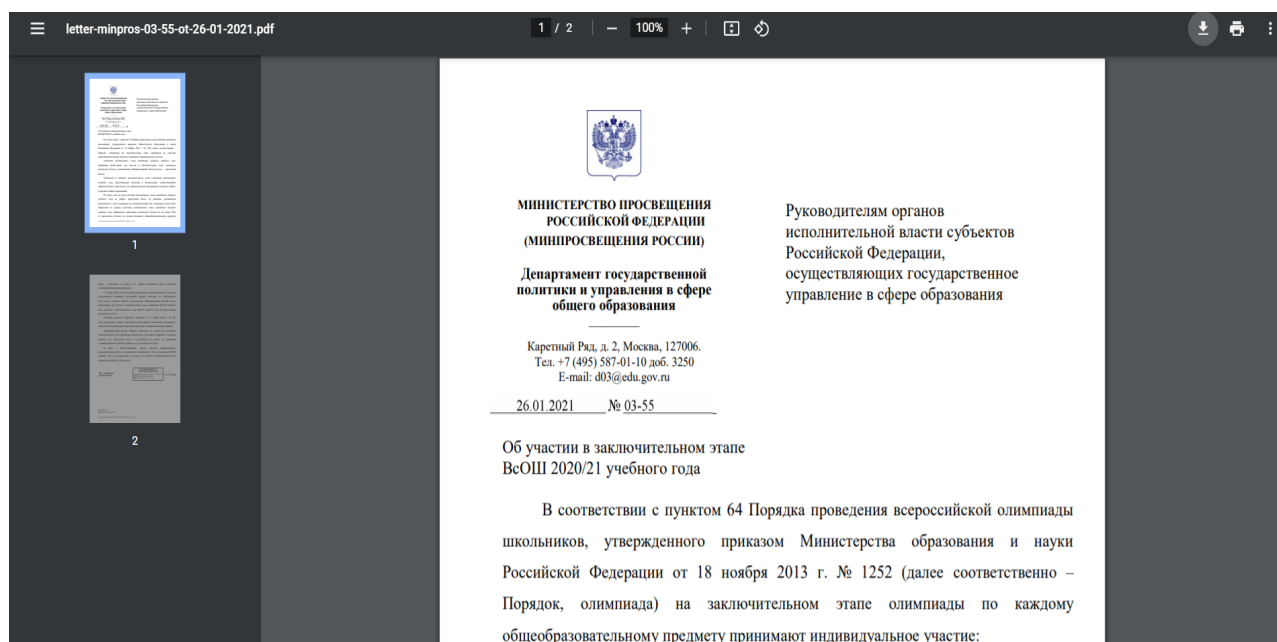 letter-minpros-03-55-ot-26-01-2021.pdf
1 / 2
100%
1
2
МИНИСТЕРСТВО ПРОСВЕЩЕНИЯ
РОССИЙСКОЙ ФЕДЕРАЦИИ
(МИНПРОСВЕЩЕНИЯ РОССИИ)
Департамент государственной
политики и управления в сфере
общего образования
Каретный Ряд, д. 2, Москва, 127006.
Тел. +7 (495) 587-01-10 доб. 3250
E-mail: d03@edu.gov.ru
26.01.2021 № 03-55
Руководителям органов
исполнительной власти субъектов
Российской Федерации,
осуществляющих государственное
управление в сфере образования
Об участии в заключительном этапе
ВсОШ 2020/21 учебного года
В соответствии с пунктом 64 Порядка проведения всероссийской олимпиады
школьников, утвержденного приказом Министерства образования и науки
Российской Федерации от 18 ноября 2013 г. № 1252 (далее соответственно –
Порядок, олимпиада) на заключительном этапе олимпиады по каждому
общеобразовательному предмету принимают индивидуальное участие: